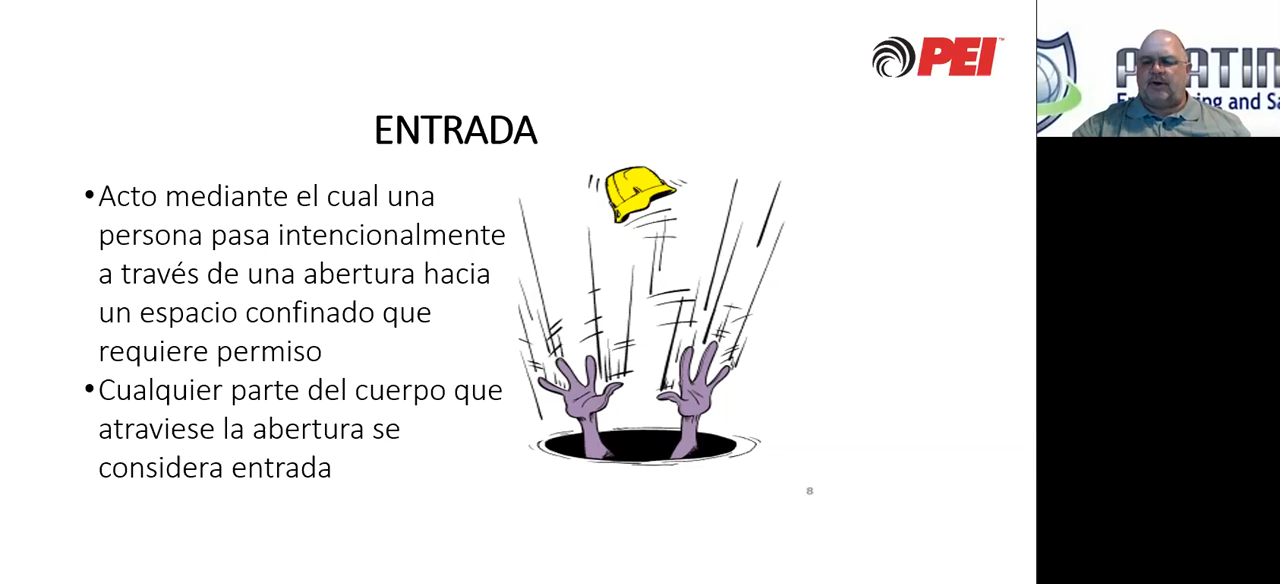 PEI
ENTRADA
•Acto mediante el cual una
persona pasa intencionalmente
a través de una abertura hacia
un espacio confinado que
requiere permiso
•Cualquier parte del cuerpo que
atraviese la abertura se
considera entrada
8
and